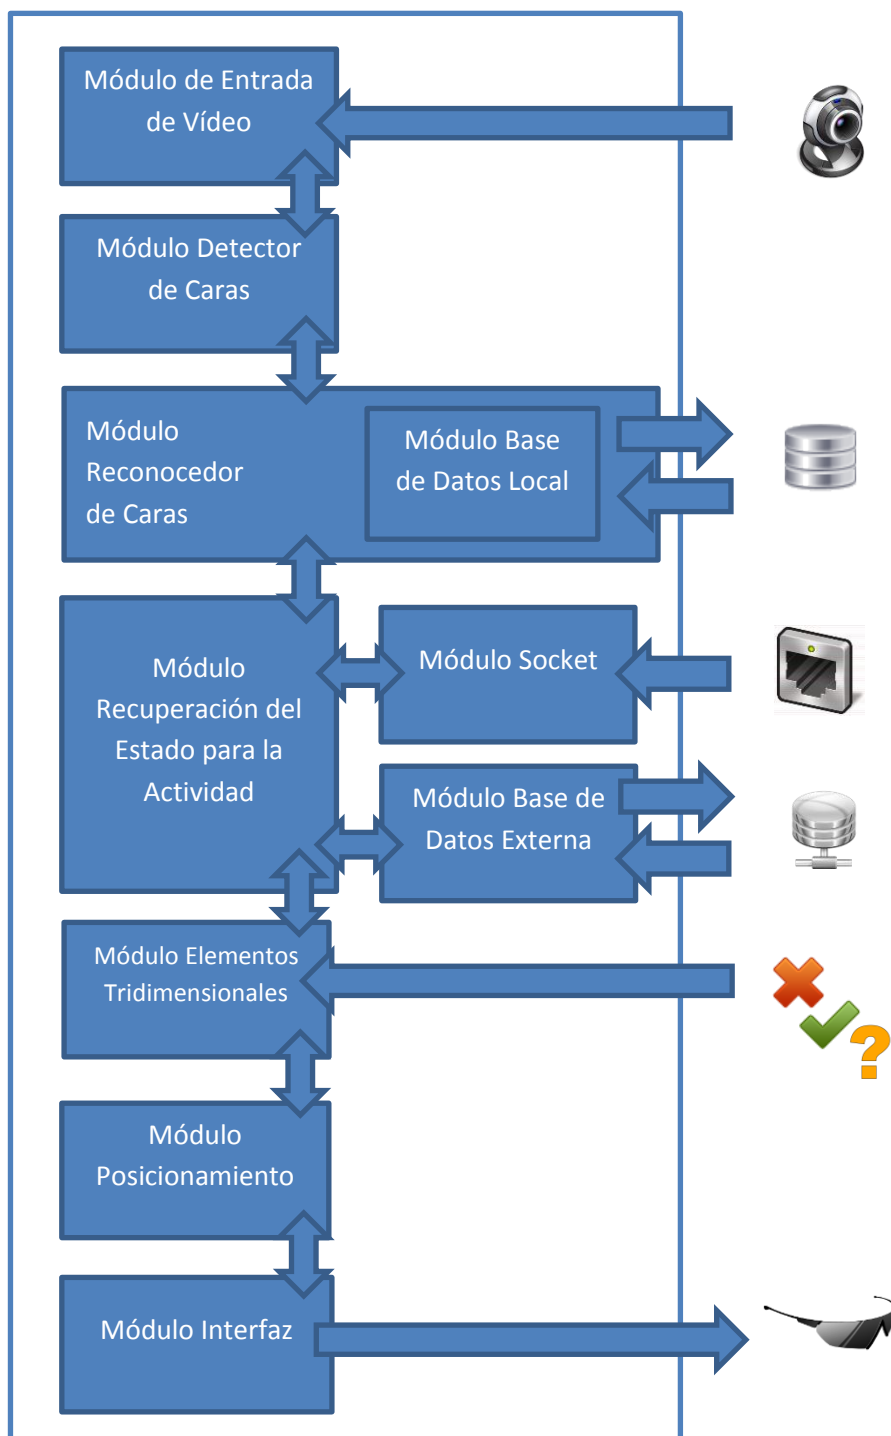 Módulo de Entrada
de Vídeo
Módulo Detector
de Caras
Módulo
Reconocedor
de Caras
Módulo Base
de Datos Local
Módulo
Recuperación del
Estado para la
Actividad
Módulo Socket
Módulo Base de
Datos Externa
Módulo Elementos
Tridimensionales
?
Módulo
Posicionamiento
Módulo Interfaz